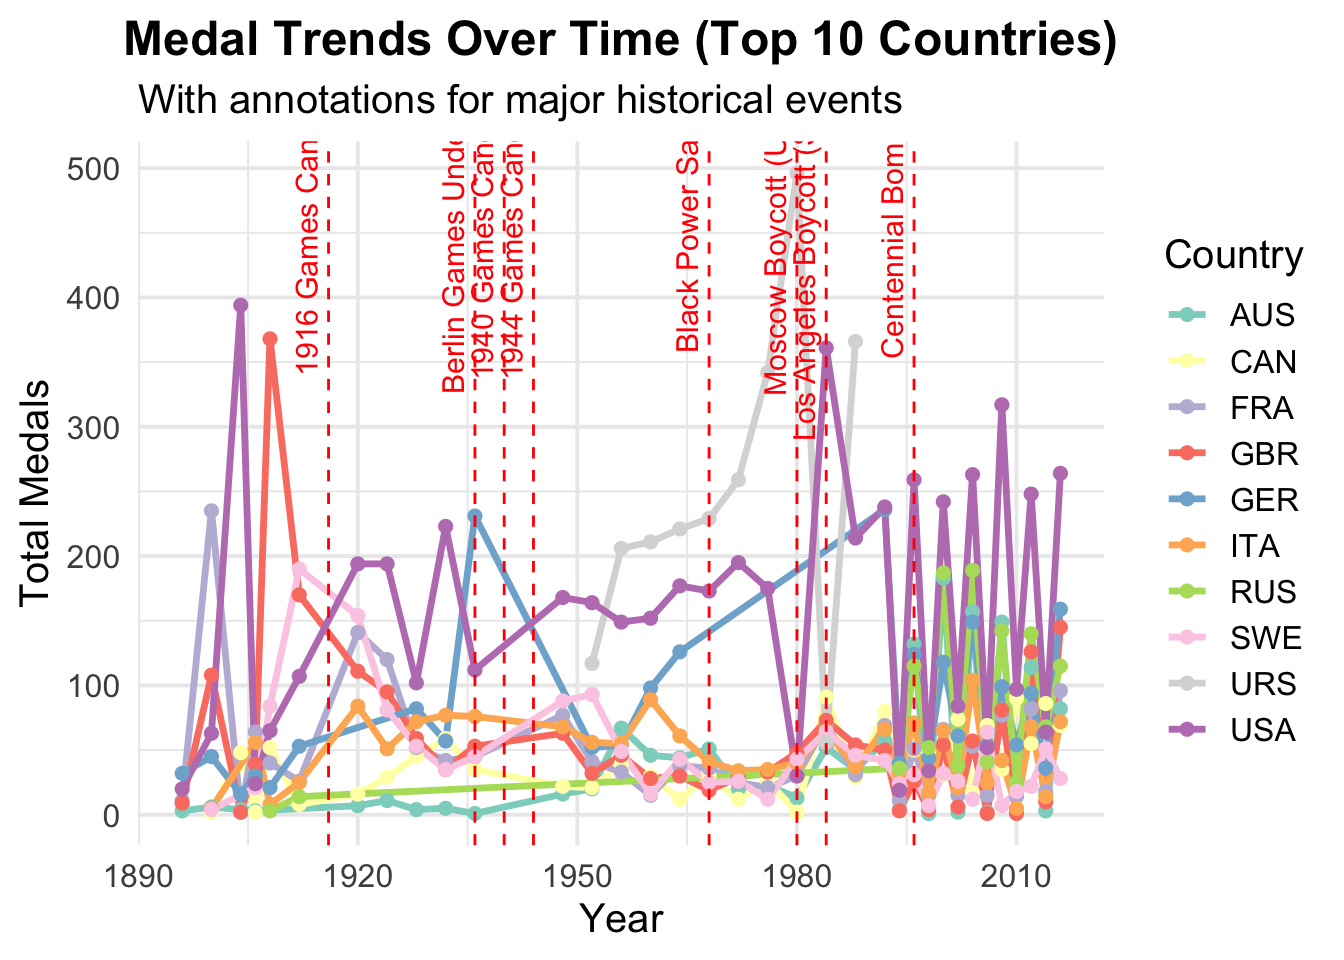 Medal Trends Over Time (Top 10 Countries)
With annotations for major historical events
Total Medals
500
400
300
200
100
0
1916 Games Can
Berlin Games Unde
1940 Games Can
1944 Games Can
Black Power Sa
Moscow Boycott (U
Los Angeles Boycott (
Centennial Bom
1890
1920
1950
1980
2010
Year
Country
AUS
CAN
FRA
GBR
GER
ITA
RUS
SWE
URS
USA